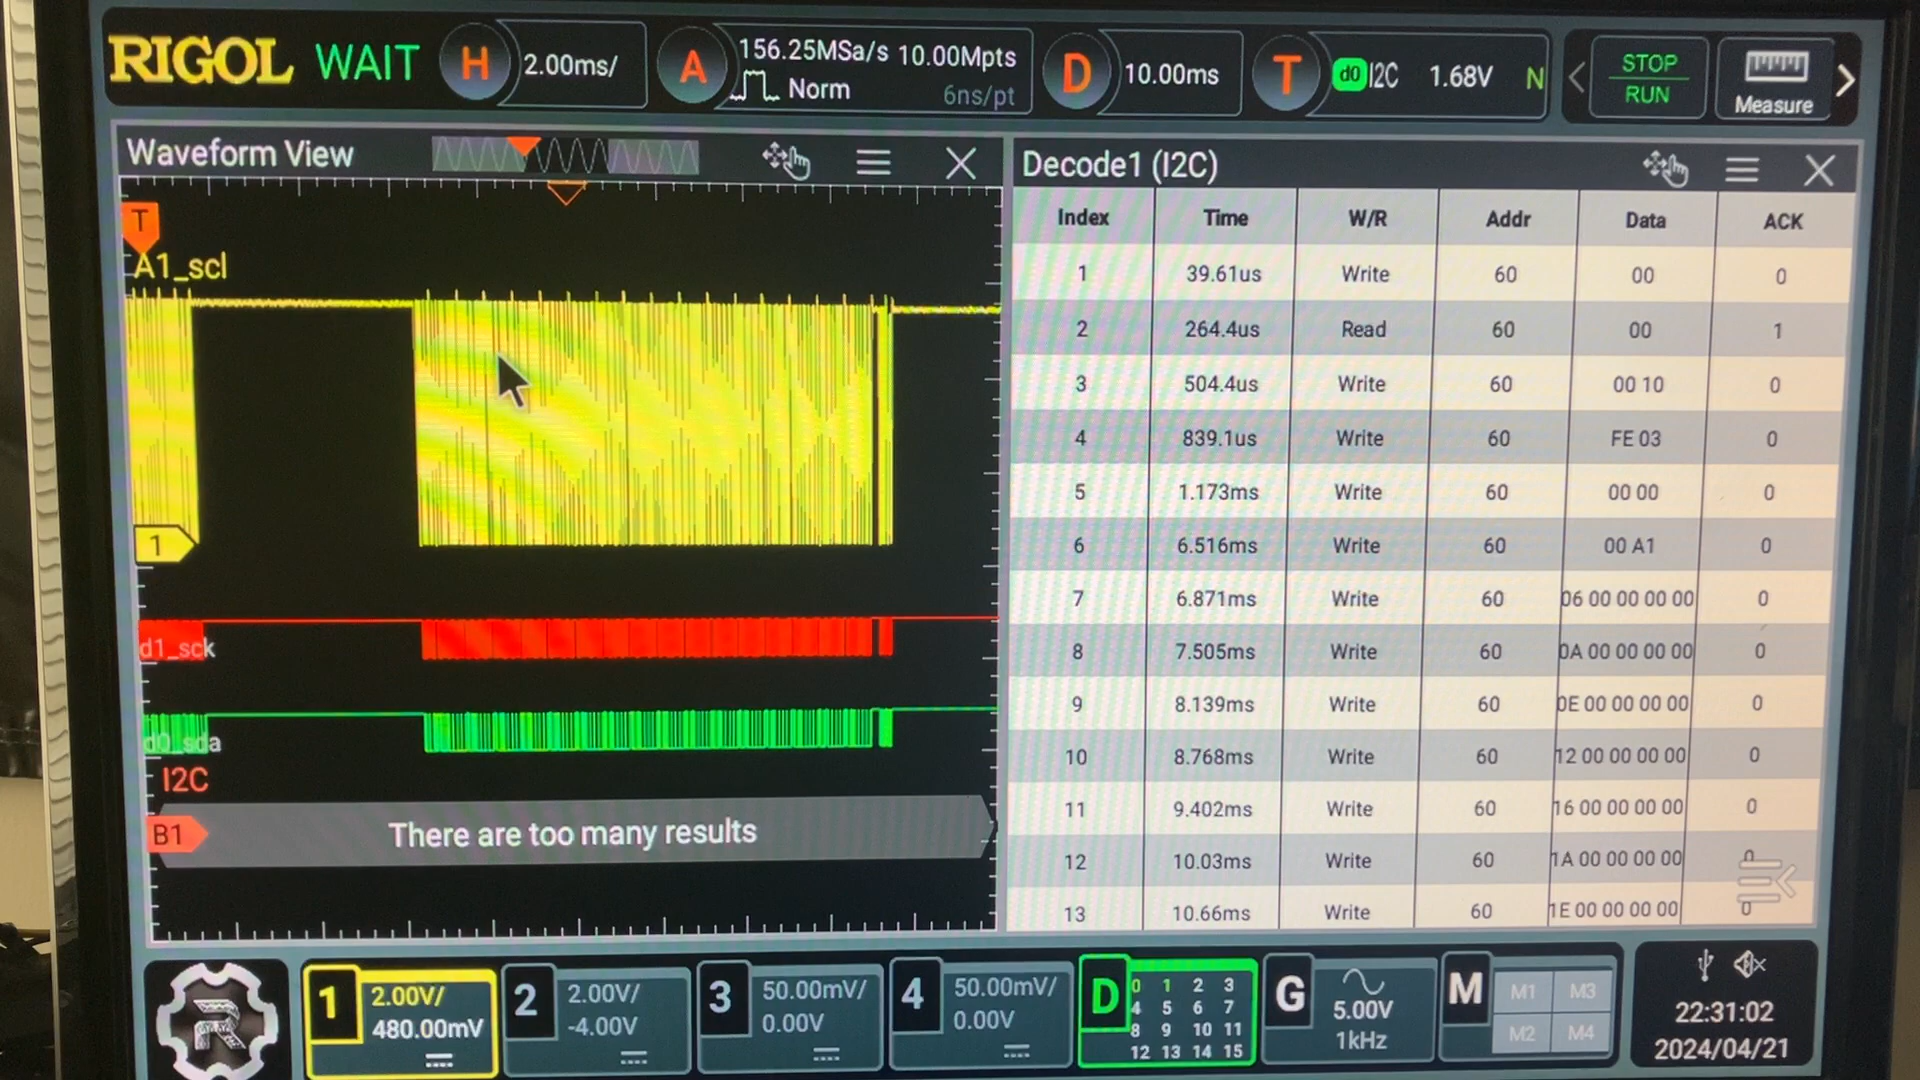 RIGOL WAIT H 2.00ms/ A 156.25MSa/s 10.00Mpts D 10.00ms T d0 I2C 1.68V N STOP
Norm 6ns/pt RUN Measure
Waveform View
T
A1_scl
1
d1_sck
d0_sda
I2C
B1 There are too many results
Decode1 (I2C)
Index Time W/R Addr Data ACK
1 39.61us Write 60 00 0
2 264.4us Read 60 00 1
3 504.4us Write 60 00 10 0
4 839.1us Write 60 FE 03 0
5 1.173ms Write 60 00 00 0
6 6.516ms Write 60 00 A1 0
7 6.871ms Write 60 06 00 00 00 00 0
8 7.505ms Write 60 0A 00 00 00 00 0
9 8.139ms Write 60 0E 00 00 00 00 0
10 8.768ms Write 60 12 00 00 00 00 0
11 9.402ms Write 60 16 00 00 00 00 0
12 10.03ms Write 60 1A 00 00 00 00 0
13 10.66ms Write 60 1E 00 00 00 00 0
R
1 2.00V/
480.00mV
2 2.00V/
-4.00V
3 50.00mV/
0.00V
4 50.00mV/
0.00V
D 0 1 2 3
4 5 6 7
8 9 10 11
12 13 14 15
G 5.00V
1kHz
M M1 M3
M2 M4
22:31:02
2024/04/21